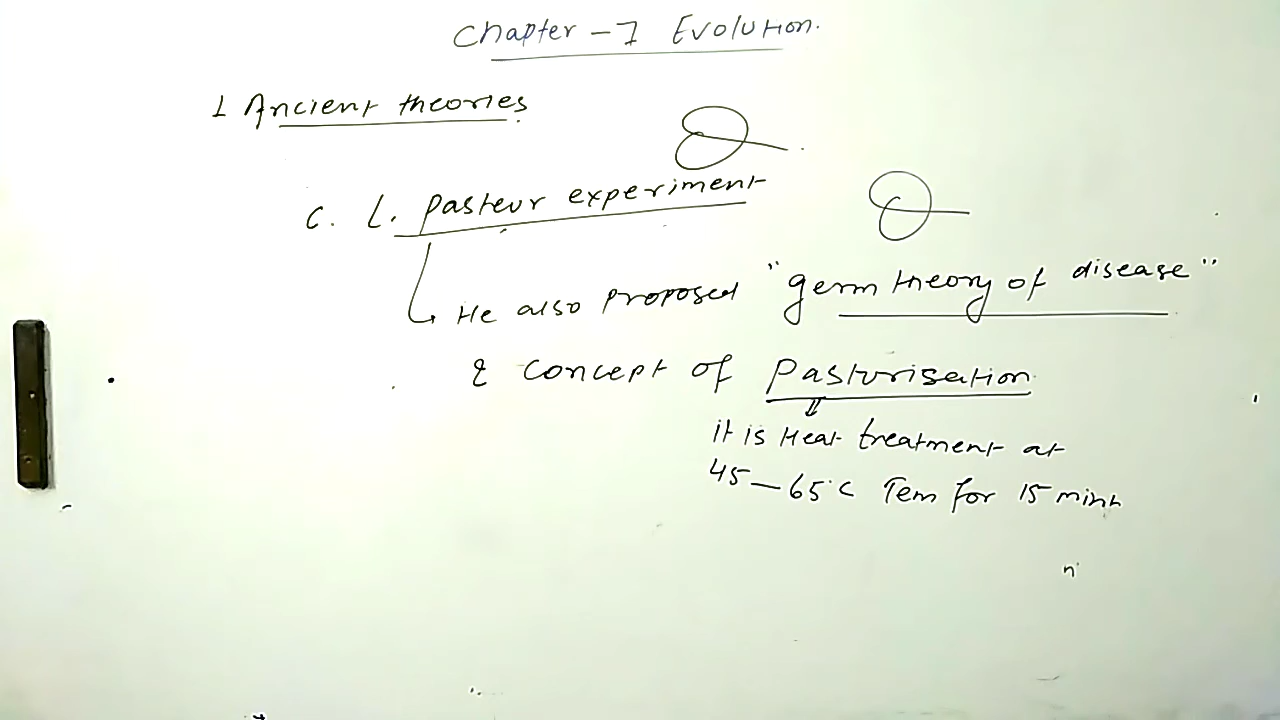 Chapter - 7 Evolution.
1 Ancient theories
C. L. Pasteur experiment
He also proposed "germ theory of disease"
& concept of Pasturisation
it is Heat treatment at
45 - 65°C Tem for 15 mint
n